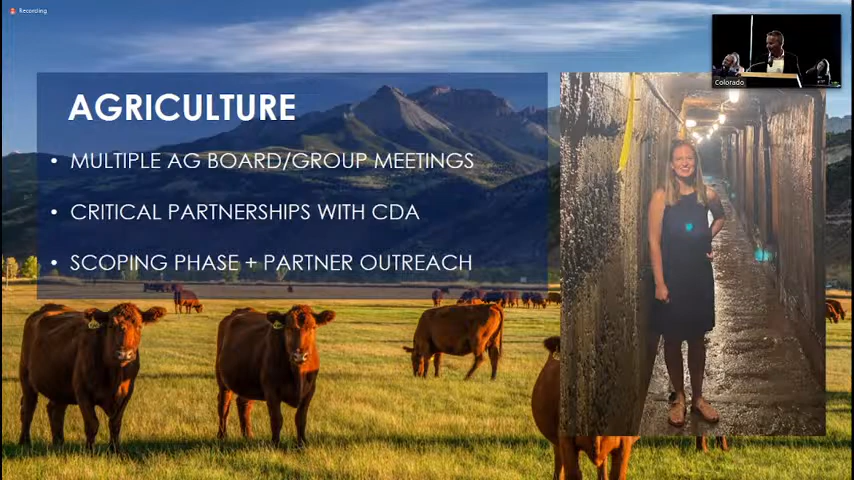 Recording
Colorado
AGRICULTURE
• MULTIPLE AG BOARD/GROUP MEETINGS
• CRITICAL PARTNERSHIPS WITH CDA
• SCOPING PHASE + PARTNER OUTREACH